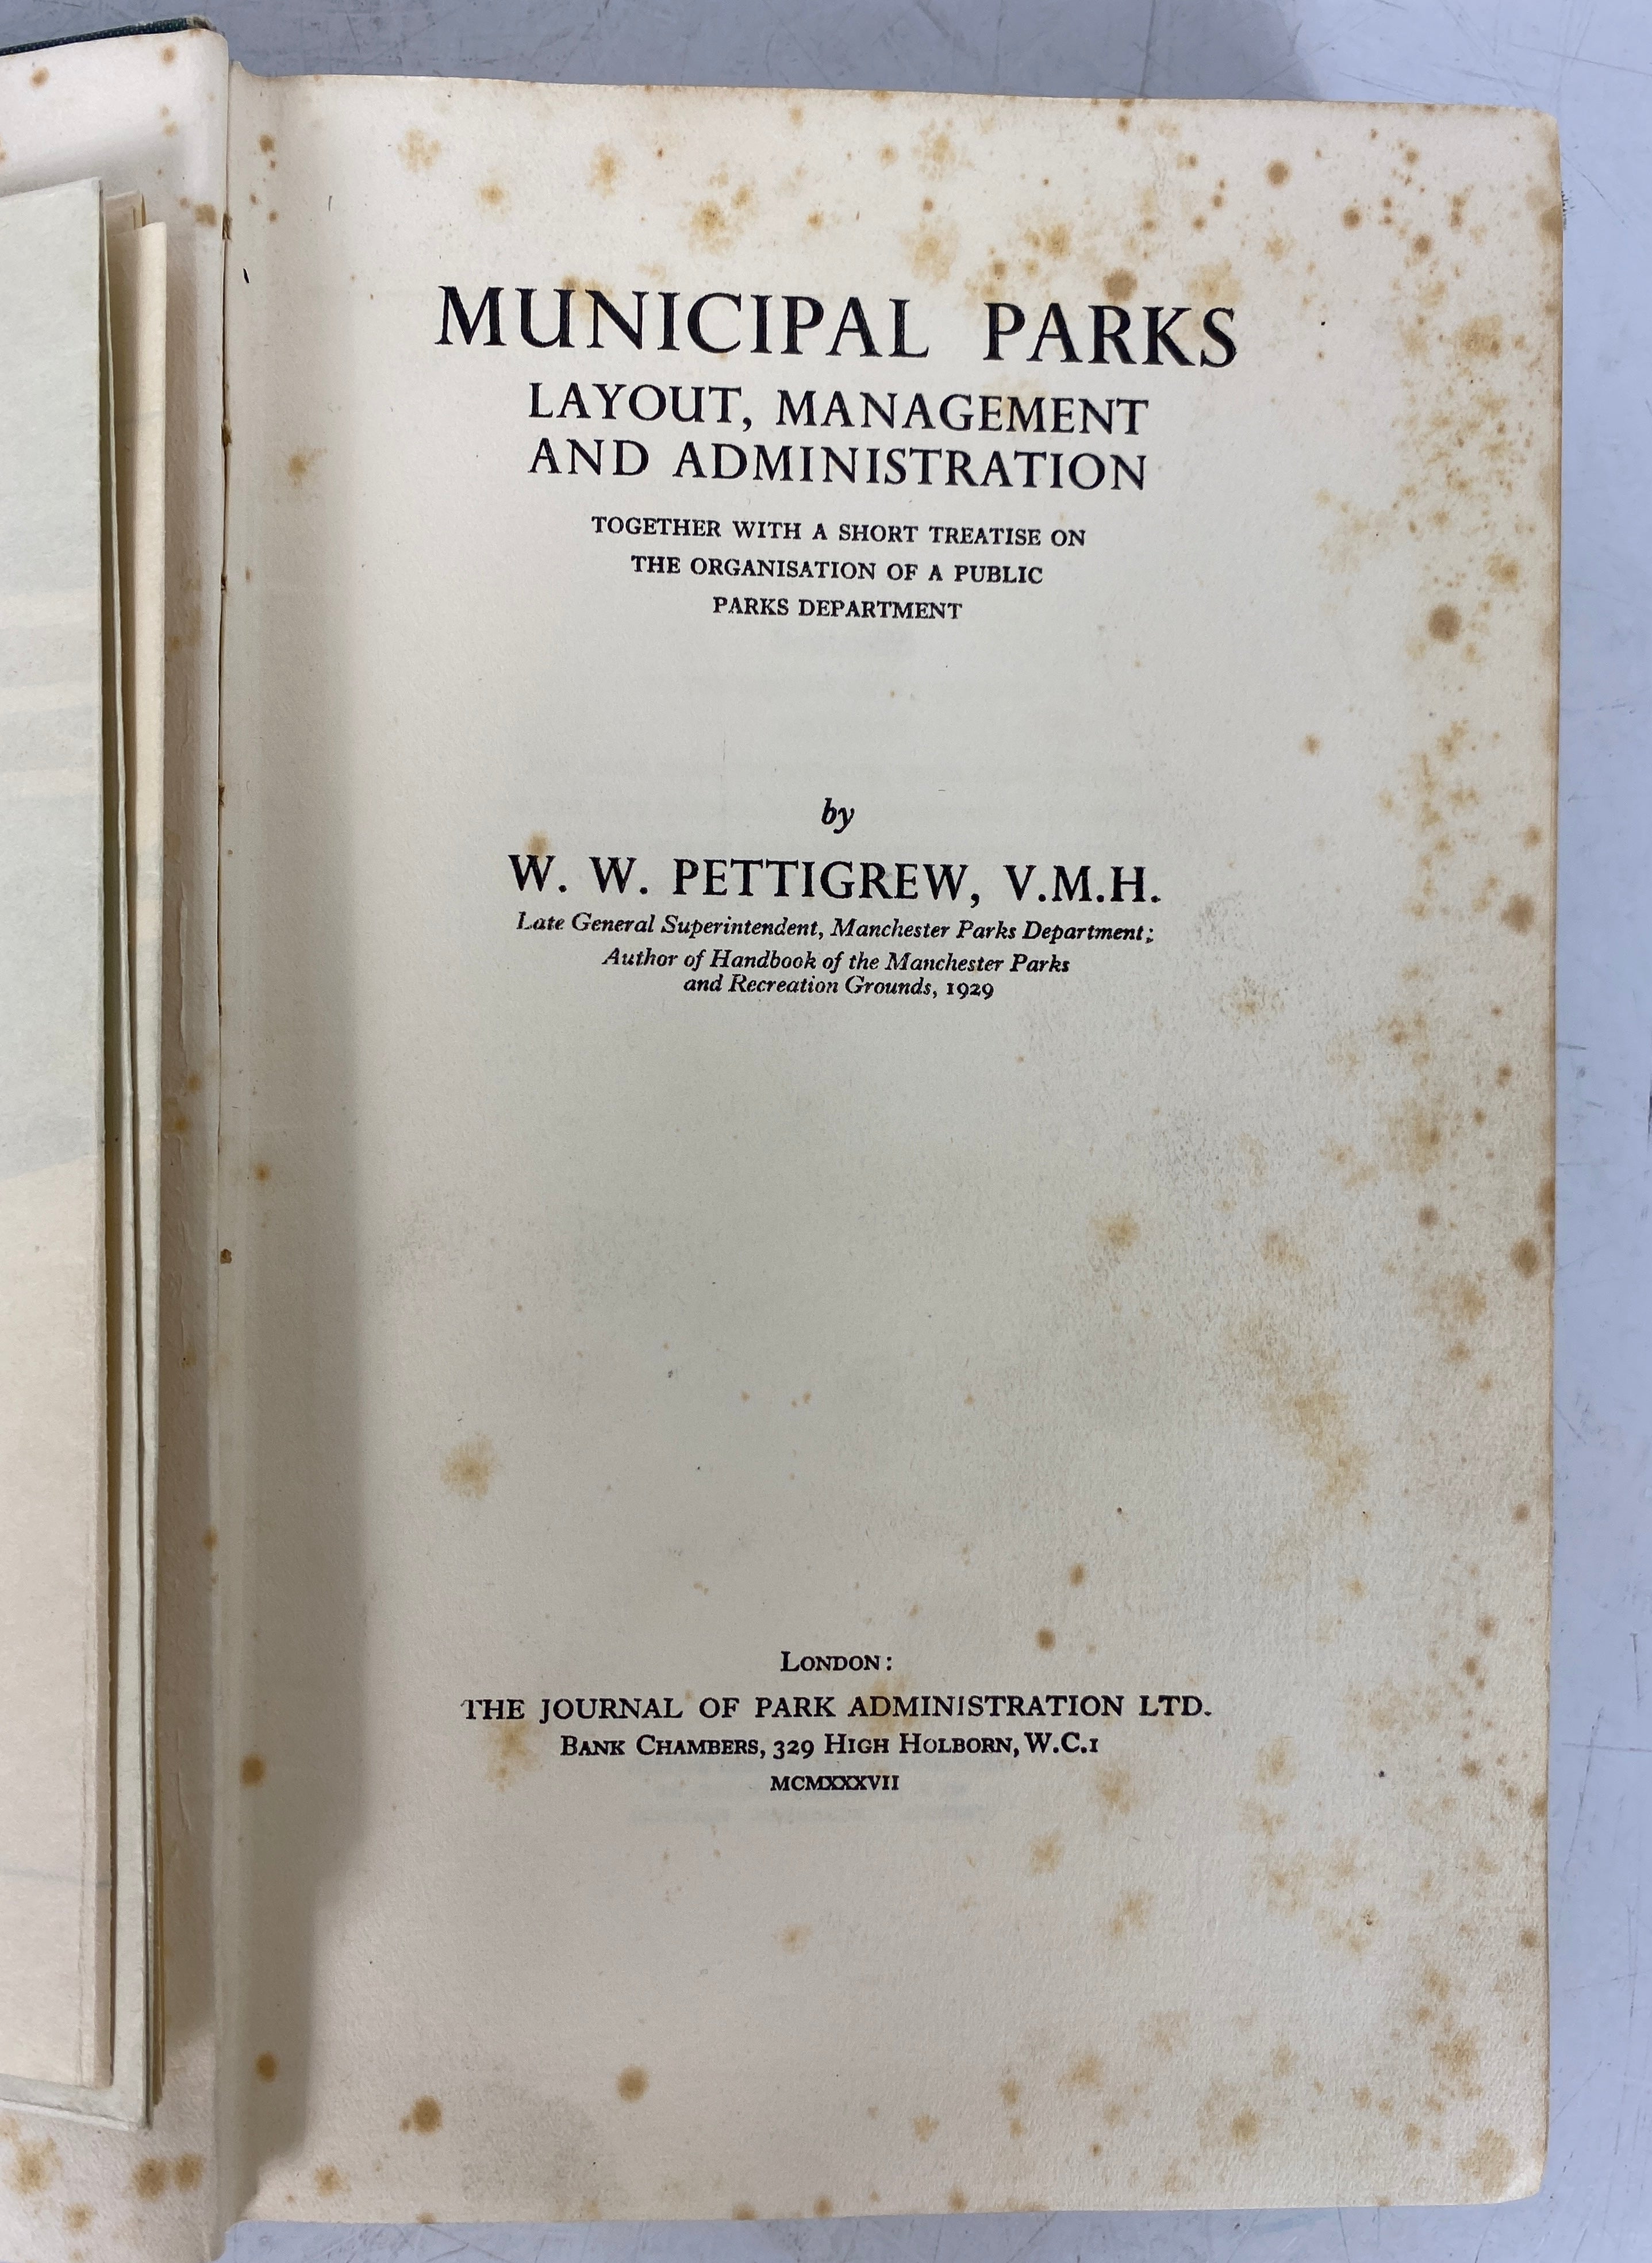 MUNICIPAL PARKS
LAYOUT, MANAGEMENT
AND ADMINISTRATION
TOGETHER WITH A SHORT TREATISE ON
THE ORGANISATION OF A PUBLIC
PARKS DEPARTMENT
by
W. W. PETTIGREW, V.M.H.
Late General Superintendent, Manchester Parks Department;
Author of Handbook of the Manchester Parks
and Recreation Grounds, 1929
LONDON:
THE JOURNAL OF PARK ADMINISTRATION LTD.
BANK CHAMBERS, 329 HIGH HOLBORN, W.C.1
MCMXXXVII